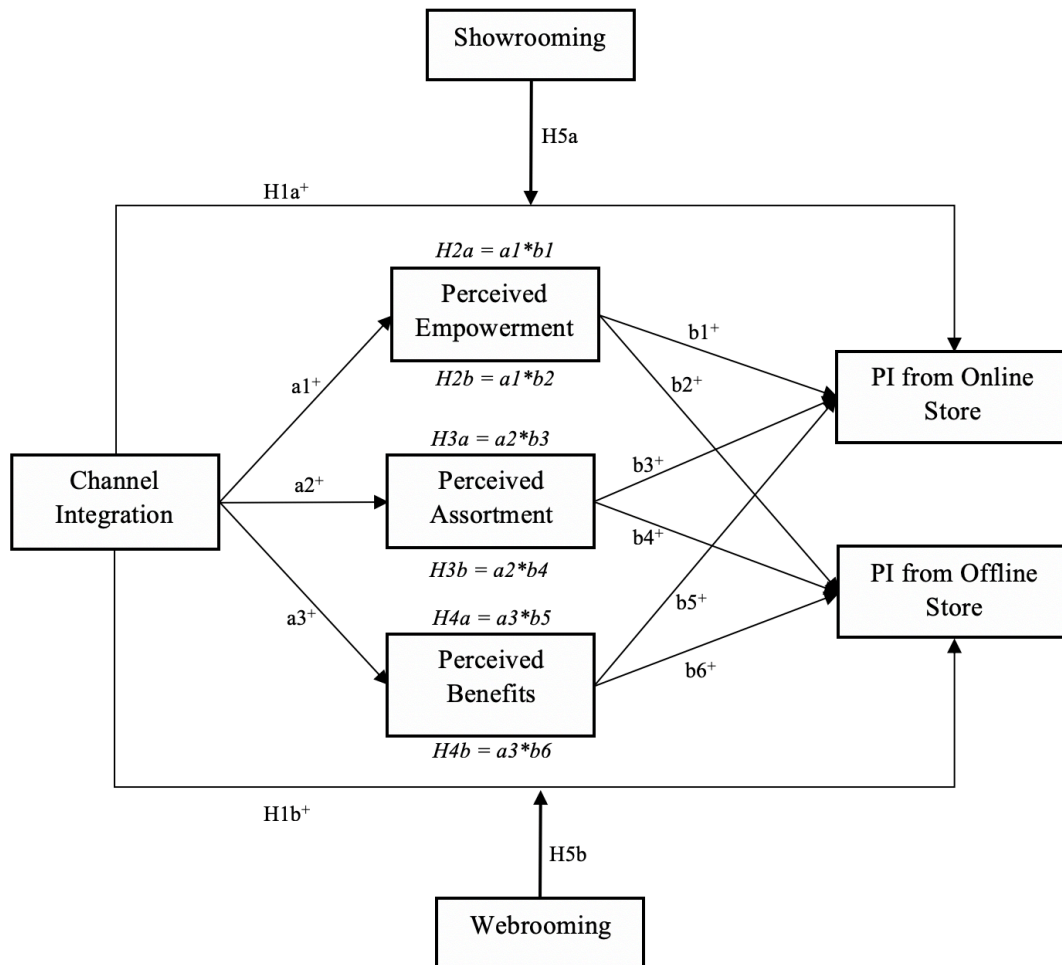 Showrooming
H5a
H1a⁺
H2a = a1*b1
Perceived
Empowerment
H2b = a1*b2
a1⁺
b1⁺
b2⁺
PI from Online
Store
H3a = a2*b3
Channel
Integration
a2⁺
Perceived
Assortment
b3⁺
b4⁺
H3b = a2*b4
PI from Offline
Store
a3⁺
H4a = a3*b5
b5⁺
Perceived
Benefits
b6⁺
H4b = a3*b6
H1b⁺
H5b
Webrooming